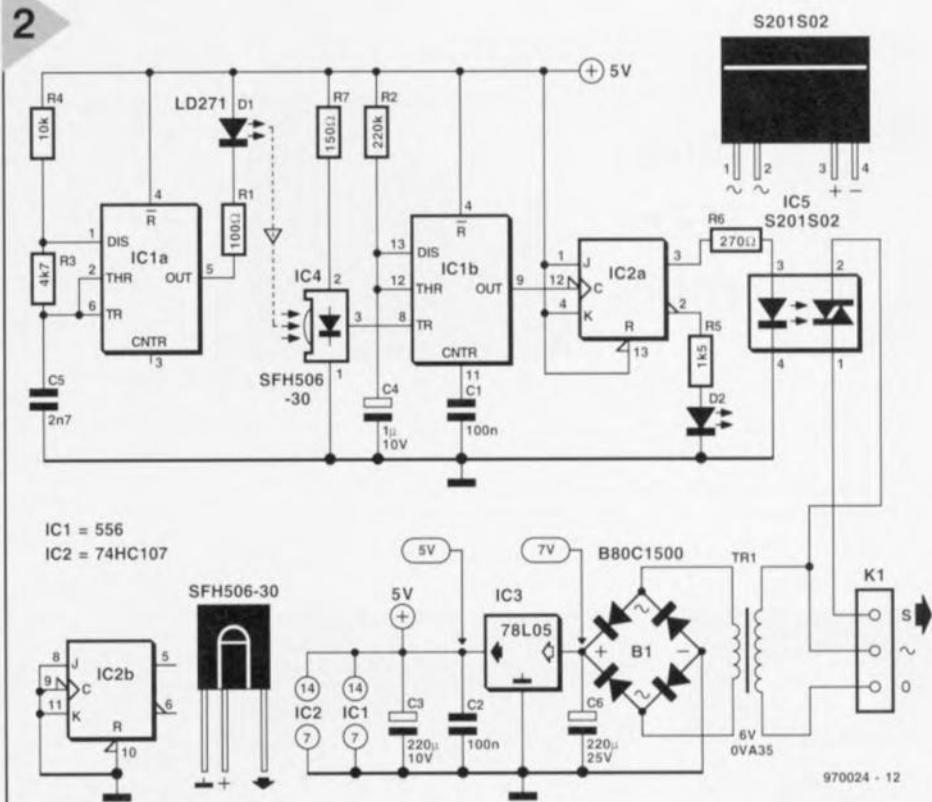 2
S201S02
1 2 3 4
∼ ∼ + −
IC5
S201S02
5V
R4
10k
LD271
D1
R7
150Ω
R2
220k
R1
100Ω
4
R
1
DIS
R3
4k7
2
THR
IC1a
OUT
5
6
TR
CNTR
3
C5
2n7
IC4
2
3
1
SFH506
-30
4
R
13
DIS
12
THR
IC1b
OUT
9
8
TR
CNTR
11
C4
1µ
10V
C1
100n
1
J
12
C
IC2a
4
K
R
13
3
2
R6
270Ω
R5
1k5
D2
3
4
2
1
IC1 = 556
IC2 = 74HC107
SFH506-30
8
J
9
C
IC2b
11
K
R
10
5
6
5V
7V
B80C1500
TR1
K1
5V
IC3
78L05
B1
+
−
∼
∼
S
∼
O
14
14
IC2
IC1
7
7
C3
220µ
10V
C2
100n
C6
220µ
25V
6V
0VA35
970024 - 12